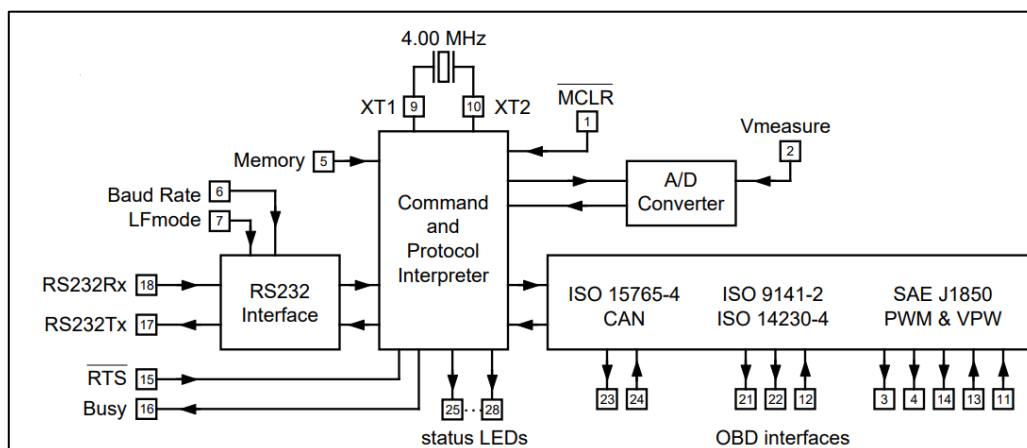 4.00 MHz
XT1 9 10 XT2
MCLR
1
Vmeasure
2
Memory 5
A/D
Converter
Baud Rate 6
LFmode 7
Command
and
Protocol
Interpreter
RS232Rx 18
RS232Tx 17
RS232
Interface
ISO 15765-4
CAN
ISO 9141-2
ISO 14230-4
SAE J1850
PWM & VPW
RTS 15
Busy 16
25 ... 28
status LEDs
23 24
21 22 12
3 4 14 13 11
OBD interfaces